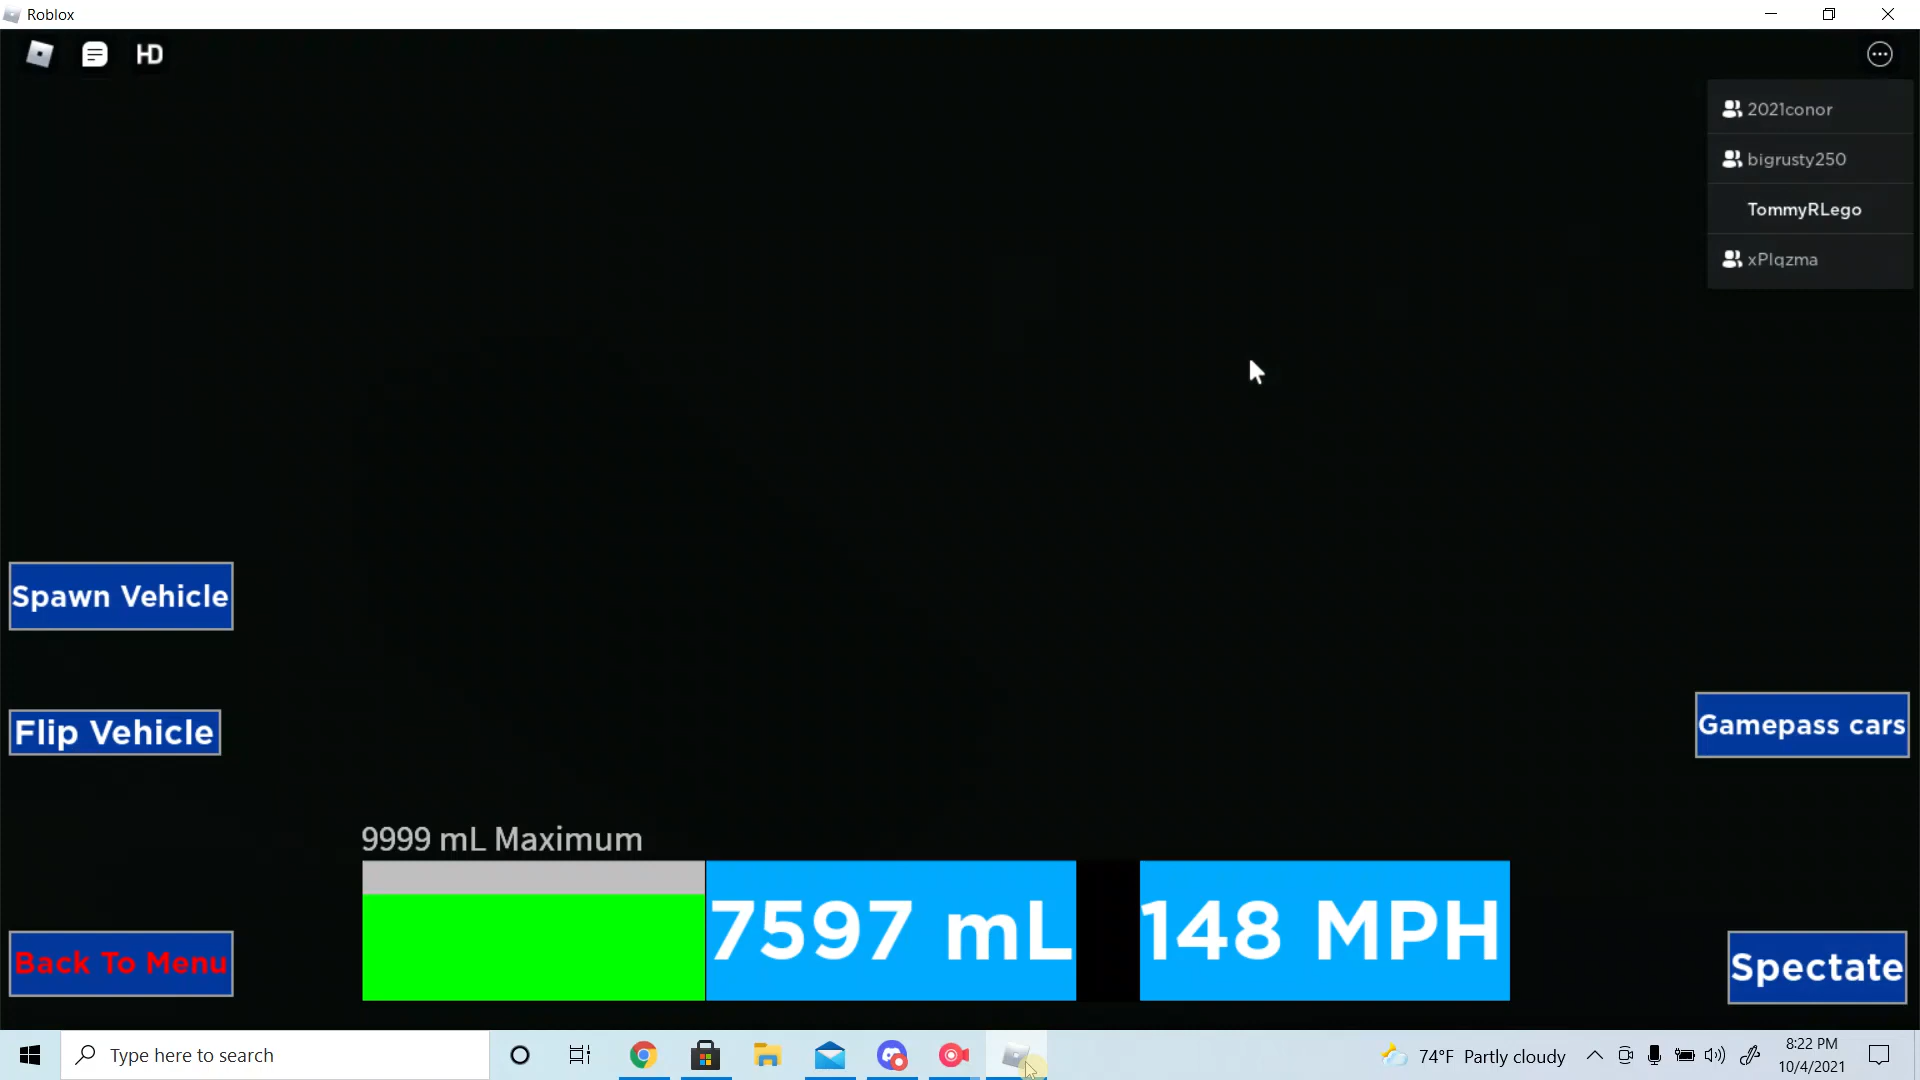 Roblox
HD
2021conor
bigrusty250
TommyRLego
xPlqzma
Spawn Vehicle
Flip Vehicle
Gamepass cars
9999 mL Maximum
7597 mL
148 MPH
Back To Menu
Spectate
Type here to search
74°F Partly cloudy
8:22 PM
10/4/2021